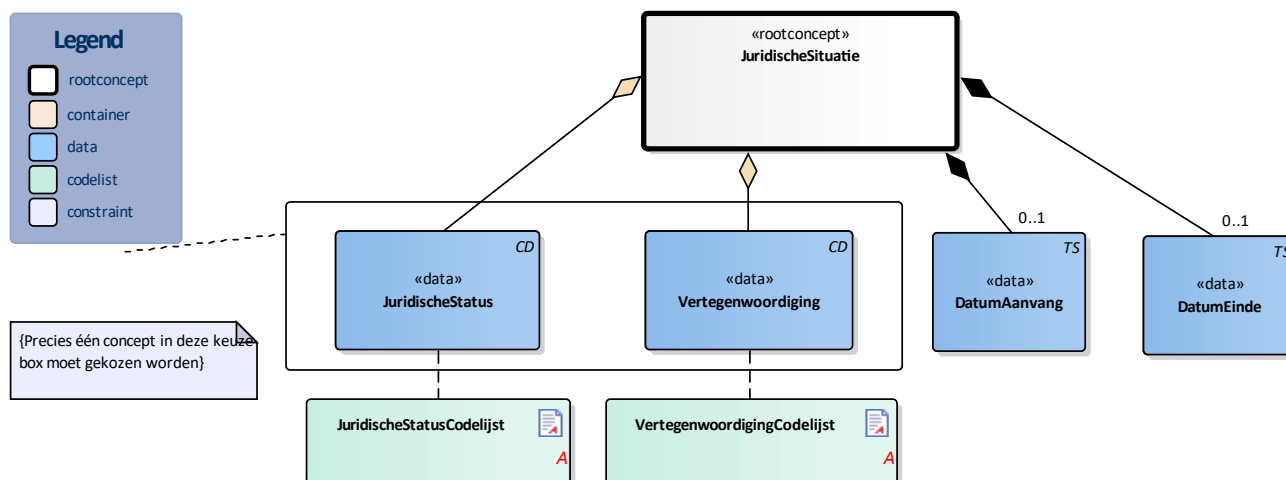 Legend
rootconcept
container
data
codelist
constraint
«rootconcept»
JuridischeSituatie
0..1
0..1
CD
«data»
JuridischeStatus
CD
«data»
Vertegenwoordiging
TS
«data»
DatumAanvang
TS
«data»
DatumEinde
{Precies één concept in deze keuze
box moet gekozen worden}
JuridischeStatusCodelijst
A
VertegenwoordigingCodelijst
A